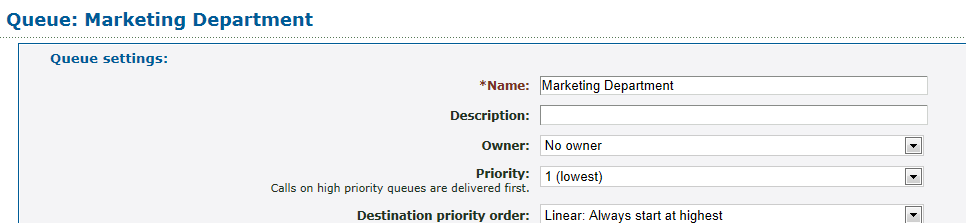 Queue: Marketing Department
Queue settings:
*Name: Marketing Department
Description:
Owner: No owner
Priority: 1 (lowest)
Calls on high priority queues are delivered first.
Destination priority order: Linear: Always start at highest